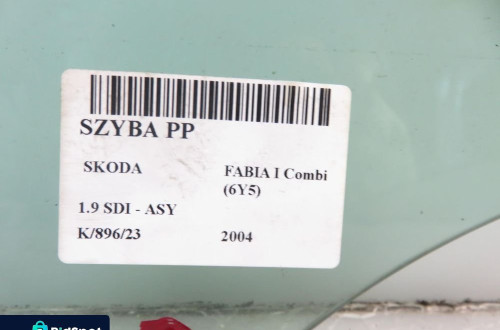 SZYBA PP
SKODA FABIA I Combi
(6Y5)
1.9 SDI - ASY
K/896/23 2004